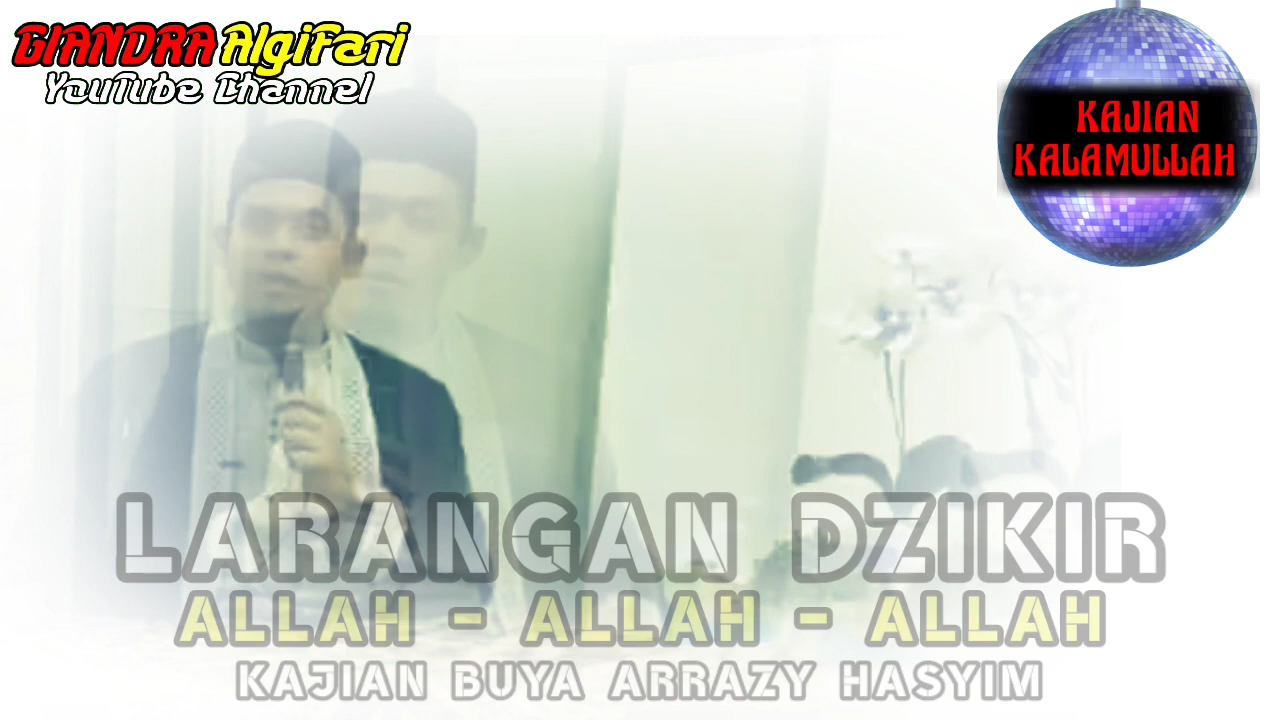 GIANDRA AlgiFari
YouTube Channel
KAJIAN
KALAMULLAH
LARANGAN DZIKIR
ALLAH - ALLAH - ALLAH
KAJIAN BUYA ARRAZY HASYIM